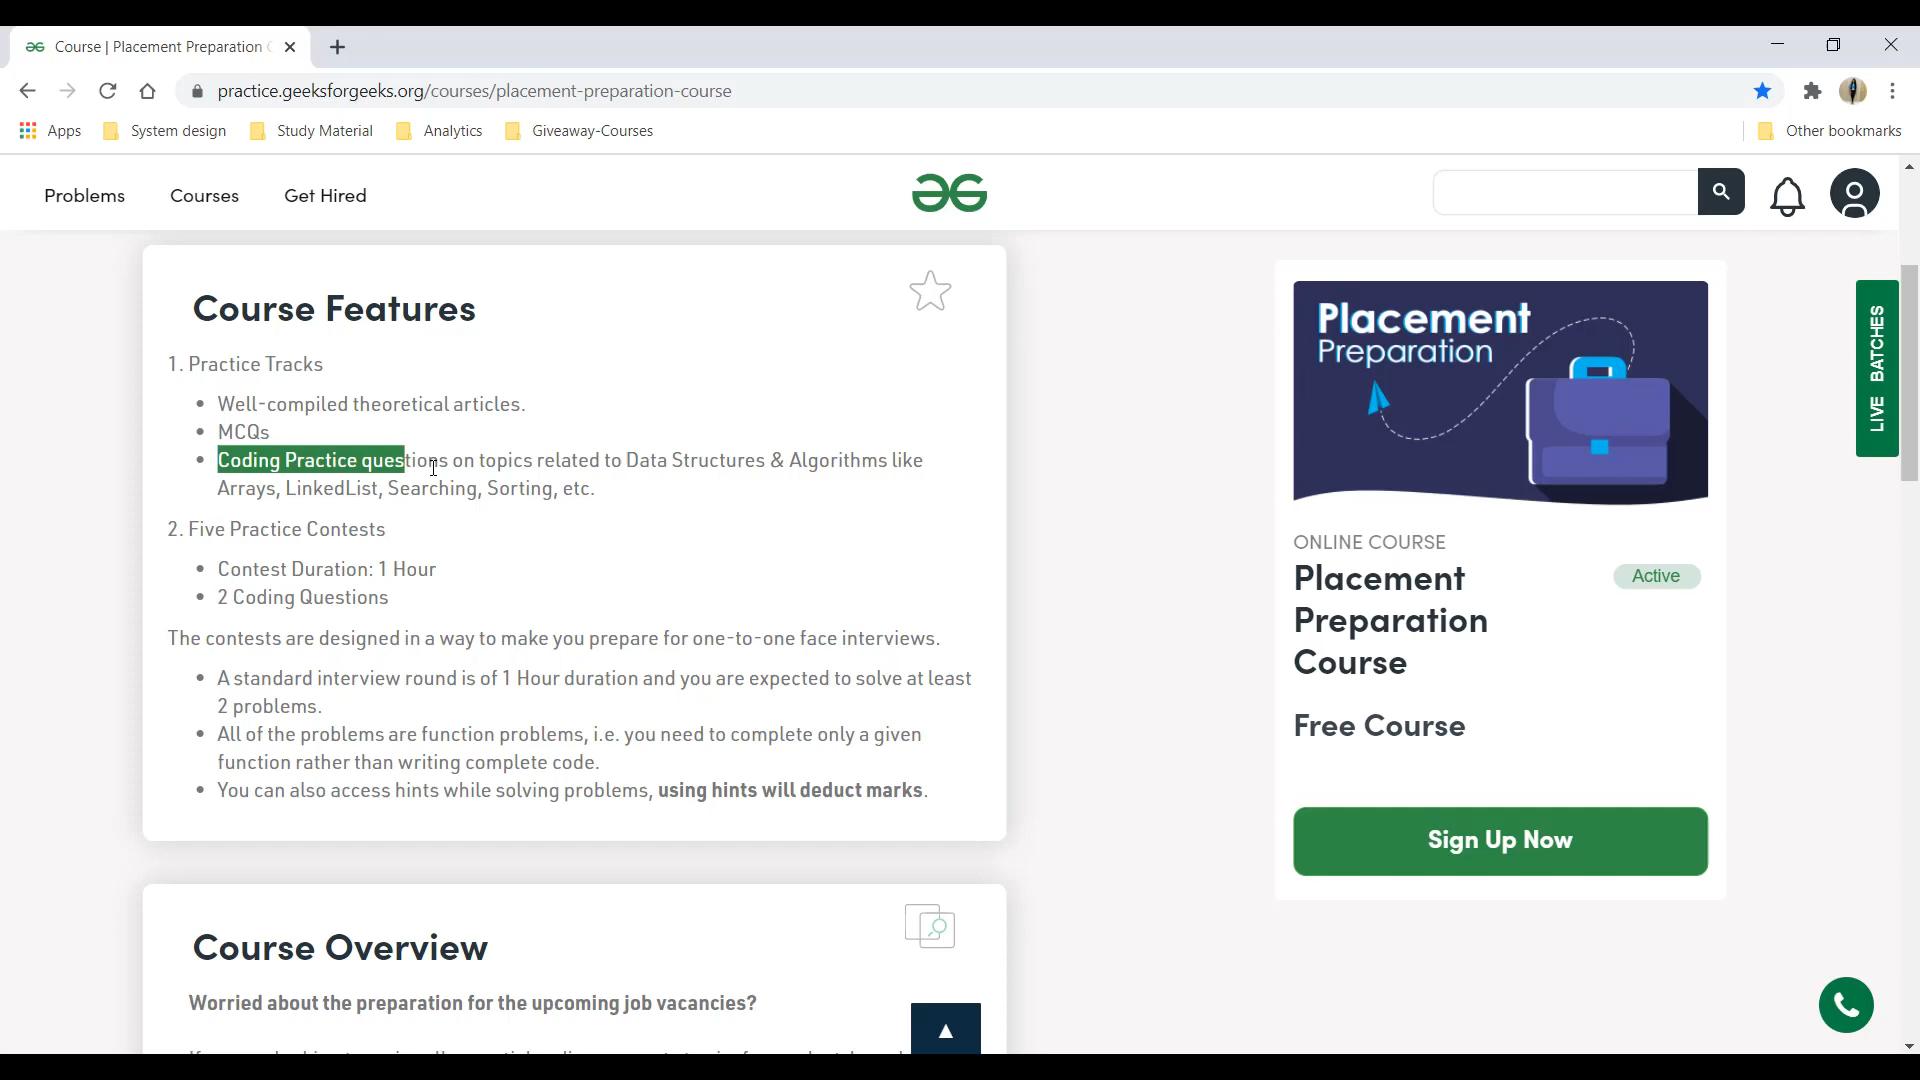 Course | Placement Preparation
practice.geeksforgeeks.org/courses/placement-preparation-course
Apps System design Study Material Analytics Giveaway-Courses Other bookmarks
Problems Courses Get Hired
Course Features
1. Practice Tracks
• Well-compiled theoretical articles.
• MCQs
• Coding Practice questions on topics related to Data Structures & Algorithms like
Arrays, LinkedList, Searching, Sorting, etc.
2. Five Practice Contests
• Contest Duration: 1 Hour
• 2 Coding Questions
The contests are designed in a way to make you prepare for one-to-one face interviews.
• A standard interview round is of 1 Hour duration and you are expected to solve at least
2 problems.
• All of the problems are function problems, i.e. you need to complete only a given
function rather than writing complete code.
• You can also access hints while solving problems, using hints will deduct marks.
Course Overview
Worried about the preparation for the upcoming job vacancies?
Placement
Preparation
ONLINE COURSE
Placement
Preparation
Course
Active
Free Course
Sign Up Now
LIVE BATCHES